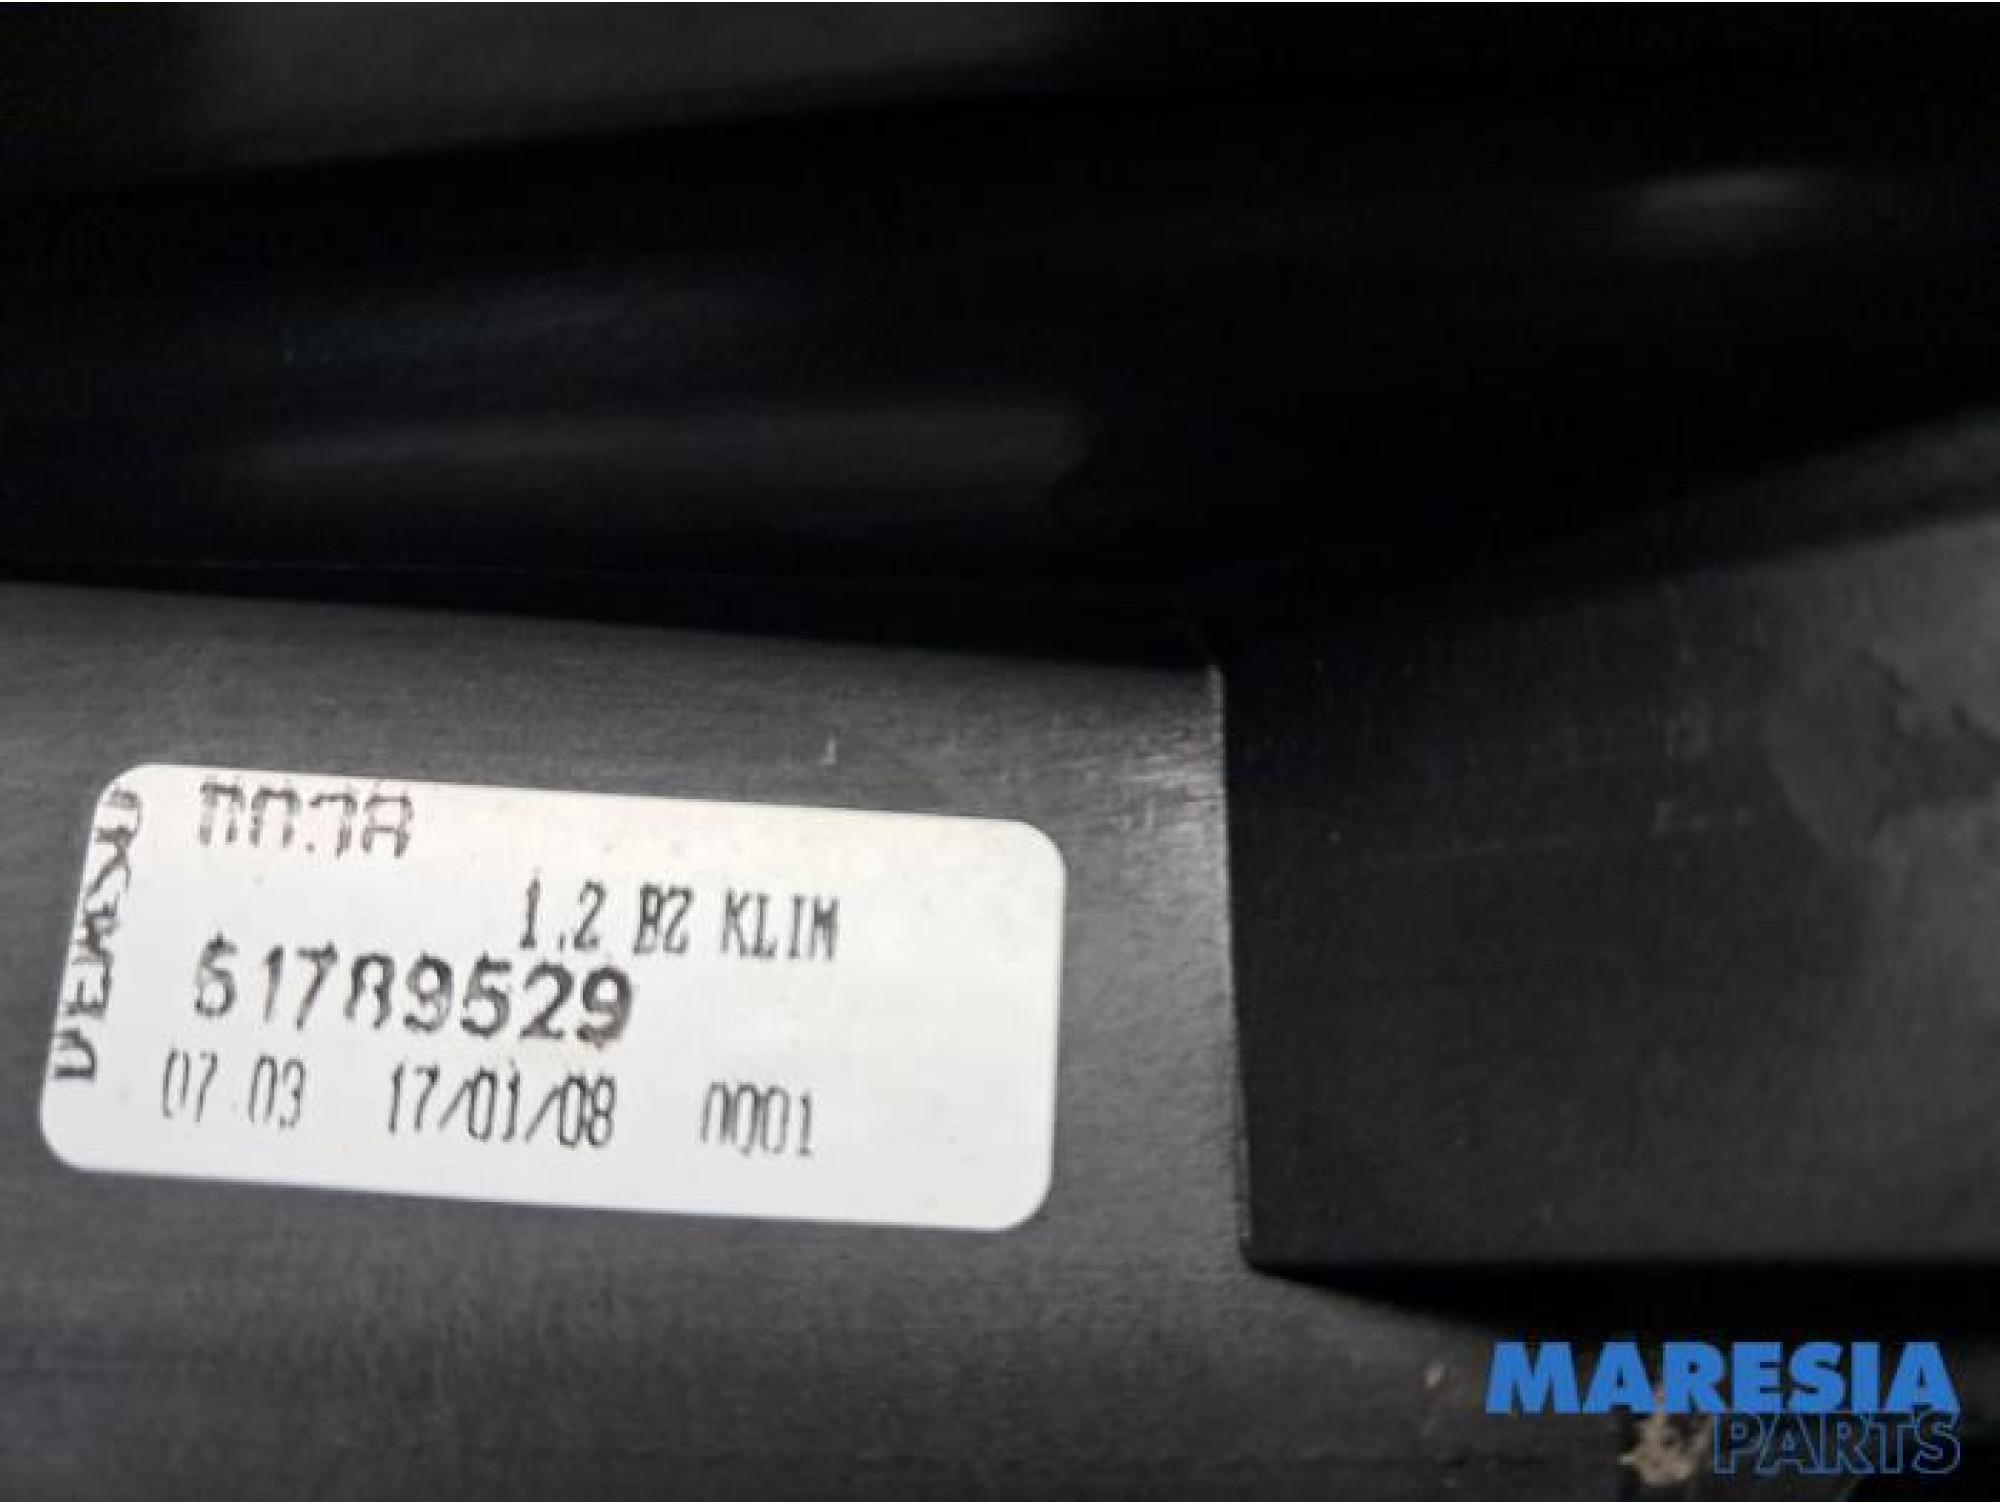 DENSO
1.2 BZ KLIM
51789529
07 03 17/01/08 0001
MARESIA
PARTS